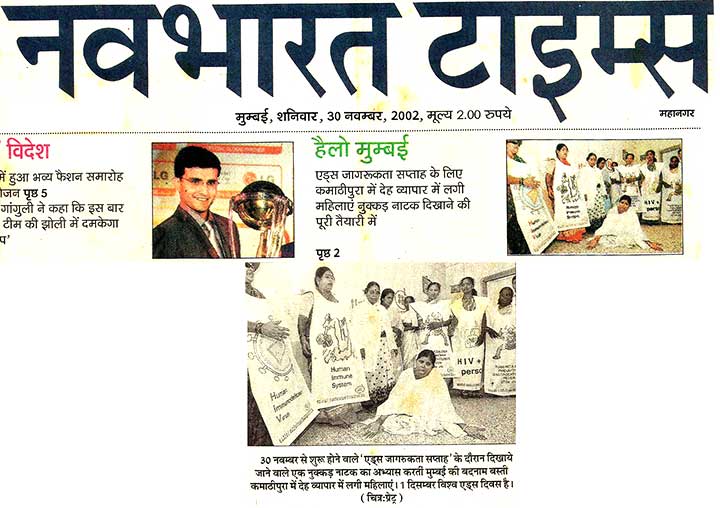 नवभारत टाइम्स
मुम्बई, शनिवार, 30 नवम्बर, 2002, मूल्य 2.00 रुपये
महानगर
विदेश
में हुआ भव्य फैशन समारोह
योजन पृष्ठ 5
गांगुली ने कहा कि इस बार
टीम की झोली में दमकेगा
प'
LG
हैलो मुम्बई
एड्स जागरूकता सप्ताह के लिए
कमाठीपुरा में देह व्यापार में लगी
महिलाएं नुक्कड़ नाटक दिखाने की
पूरी तैयारी में
पृष्ठ 2
HIV +
Human
Immunodeficiency
Virus
Human
Immune
System
HIV +
perso
30 नवम्बर से शुरू होने वाले 'एड्स जागरुकता सप्ताह' के दौरान दिखाये
जाने वाले एक नुक्कड़ नाटक का अभ्यास करती मुम्बई की बदनाम बस्ती
कमाठीपुरा में देह व्यापार में लगी महिलाएं। 1 दिसम्बर विश्व एड्स दिवस है।
(चित्र:प्रेट्र)